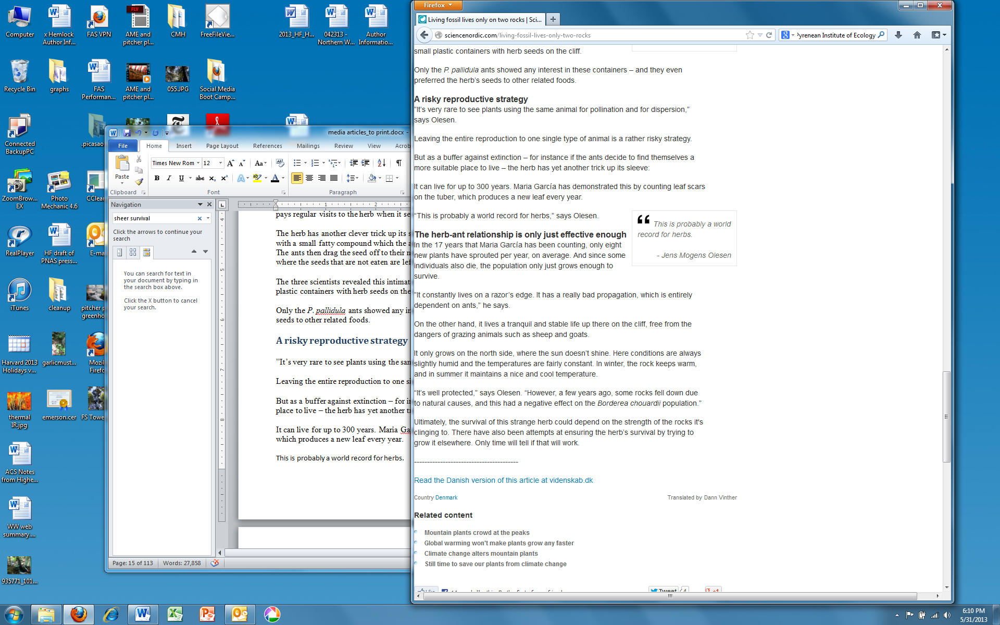 Computer
x Hemlock
Author Inf...
FAS VPN
AME and
pitcher pl...
CMH
FreeFileVie...
2013_HF_H...
042313 -
Northern W...
Author
Informatio...
Recycle Bin
graphs
FAS
Performan...
AME and
pitcher pl...
055.JPG
Social Media
Boot Camp...
Connected
BackupPC
.picasao
ZoomBrow...
EX
Photo
Mechanic 4.6
CClean
RealPlayer
HF draft of
PNAS press...
E-ma
iTunes
cleanup
pitcher p
greenho
Harvard 2013
Holidays v...
garlicmust...
Mozil
Firefo
thermal
IR.jpg
emerson.cer
FS Towe
ACS Notes
from Highe...
WW web
summary....
935771_101...
media articles_to print.docx -
File
Home
Insert
Page Layout
References
Mailings
Review
View
Acrob
Paste
Times New Rom
12
Clipboard
Font
Paragraph
Navigation
sheer survival
Click the arrows to continue your
search
You can search for text in
your document by typing in
the search box above.
Click the X button to cancel
your search.
pays regular visits to the herb when it se
The herb has another clever trick up its s
with a small fatty compound which the a
The ants then drag the seed off to their n
where the seeds that are not eaten are lef
The three scientists revealed this intimat
plastic containers with herb seeds on the
Only the P. pallidula ants showed any in
seeds to other related foods.
A risky reproductive strategy
"It's very rare to see plants using the san
Leaving the entire reproduction to one si
But as a buffer against extinction – for in
place to live – the herb has yet another tr
It can live for up to 300 years. Maria Ga
which produces a new leaf every year.
This is probably a world record for herbs.
Page: 15 of 113
Words: 27,858
Firefox
Living fossil lives only on two rocks | Sci...
sciencenordic.com/living-fossil-lives-only-two-rocks
Pyrenean Institute of Ecology
small plastic containers with herb seeds on the cliff.
Only the P. pallidula ants showed any interest in these containers – and they even
preferred the herb's seeds to other related foods.
A risky reproductive strategy
"It's very rare to see plants using the same animal for pollination and for dispersion,"
says Olesen.
Leaving the entire reproduction to one single type of animal is a rather risky strategy.
But as a buffer against extinction – for instance if the ants decide to find themselves a
more suitable place to live – the herb has yet another trick up its sleeve:
It can live for up to 300 years. Maria García has demonstrated this by counting leaf scars
on the tuber, which produces a new leaf every year.
"This is probably a world record for herbs," says Olesen.
“ This is probably a world
record for herbs.
- Jens Mogens Olesen
The herb-ant relationship is only just effective enough
In the 17 years that Maria García has been counting, only eight
new plants have sprouted per year, on average. And since some
individuals also die, the population only just grows enough to
survive.
"It constantly lives on a razor's edge. It has a really bad propagation, which is entirely
dependent on ants," he says.
On the other hand, it lives a tranquil and stable life up there on the cliff, free from the
dangers of grazing animals such as sheep and goats.
It only grows on the north side, where the sun doesn't shine. Here conditions are always
slightly humid and the temperatures are fairly constant. In winter, the rock keeps warm,
and in summer it maintains a nice and cool temperature.
"It's well protected," says Olesen. "However, a few years ago, some rocks fell down due
to natural causes, and this had a negative effect on the Borderea chouardii population."
Ultimately, the survival of this strange herb could depend on the strength of the rocks it's
clinging to. There have also been attempts at ensuring the herb's survival by trying to
grow it elsewhere. Only time will tell if that will work.
----------------------------------------
Read the Danish version of this article at videnskab.dk
Country Denmark
Translated by Dann Vinther
Related content
Mountain plants crowd at the peaks
Global warming won't make plants grow any faster
Climate change alters mountain plants
Still time to save our plants from climate change
Like
Tweet
4
+1
6:10 PM
5/31/2013